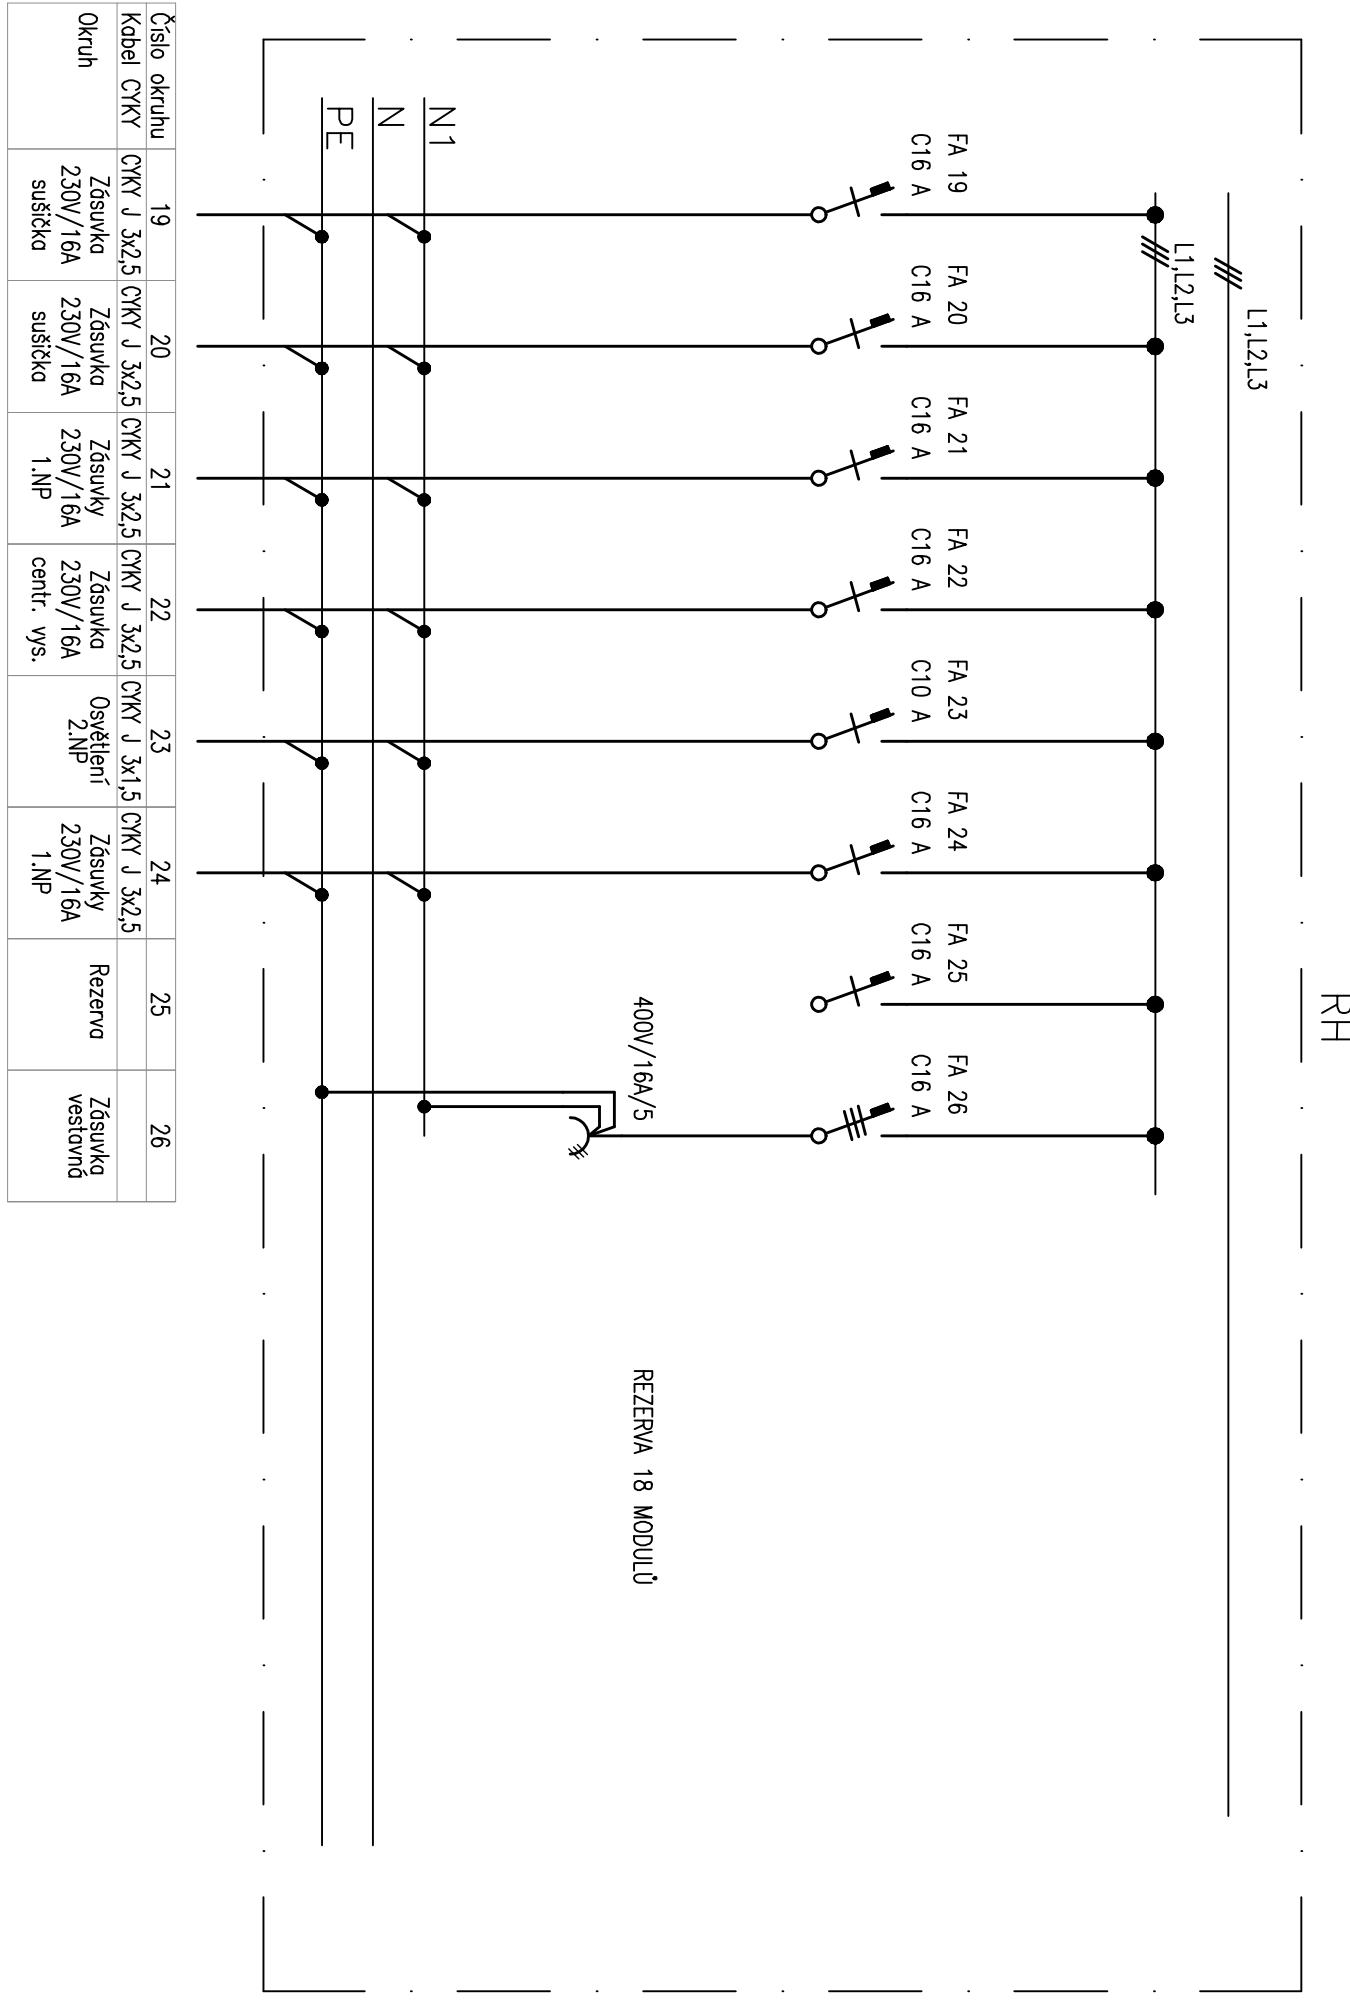 RH
L1,L2,L3
L1,L2,L3
FA 19
C16 A
FA 20
C16 A
FA 21
C16 A
FA 22
C16 A
FA 23
C10 A
FA 24
C16 A
FA 25
C16 A
FA 26
C16 A
400V/16A/5
REZERVA 18 MODULŮ
N1
N
PE
Číslo okruhu
19
20
21
22
23
24
25
26
Kabel CYKY
CYKY J 3x2,5
CYKY J 3x2,5
CYKY J 3x2,5
CYKY J 3x2,5
CYKY J 3x1,5
CYKY J 3x2,5
Okruh
Zásuvka
230V/16A
sušička
Zásuvka
230V/16A
sušička
Zásuvky
230V/16A
1.NP
Zásuvka
230V/16A
centr. vys.
Osvětlení
2.NP
Zásuvky
230V/16A
1.NP
Rezerva
Zásuvka
vestavná